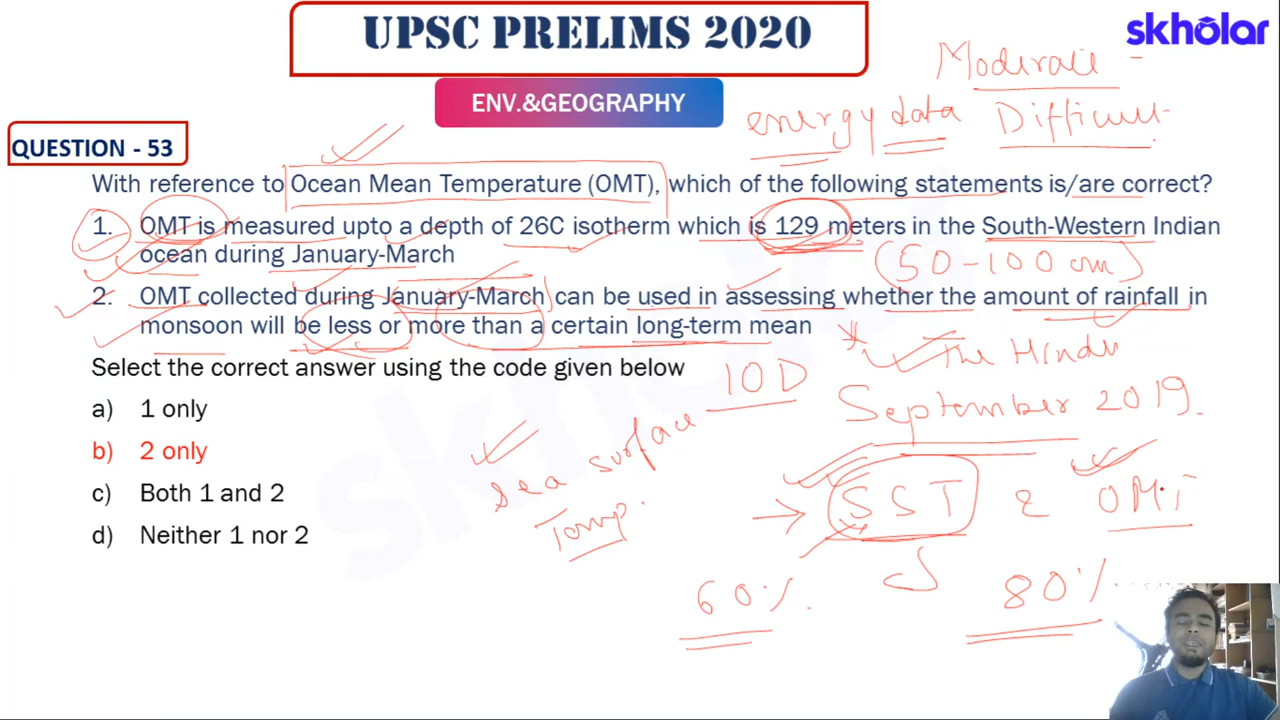 UPSC PRELIMS 2020
skhōlar
Moderate -
Difficult
ENV.&GEOGRAPHY
energy data
QUESTION - 53
With reference to Ocean Mean Temperature (OMT), which of the following statements is/are correct?
1. OMT is measured upto a depth of 26C isotherm which is 129 meters in the South-Western Indian
ocean during January-March
(50-100 cm)
2. OMT collected during January-March can be used in assessing whether the amount of rainfall in
monsoon will be less or more than a certain long-term mean
The Hindu
Select the correct answer using the code given below
IOD
September 2019.
a) 1 only
b) 2 only
sea surface
Temp.
c) Both 1 and 2
SST & OMT
d) Neither 1 nor 2
60%.
80%